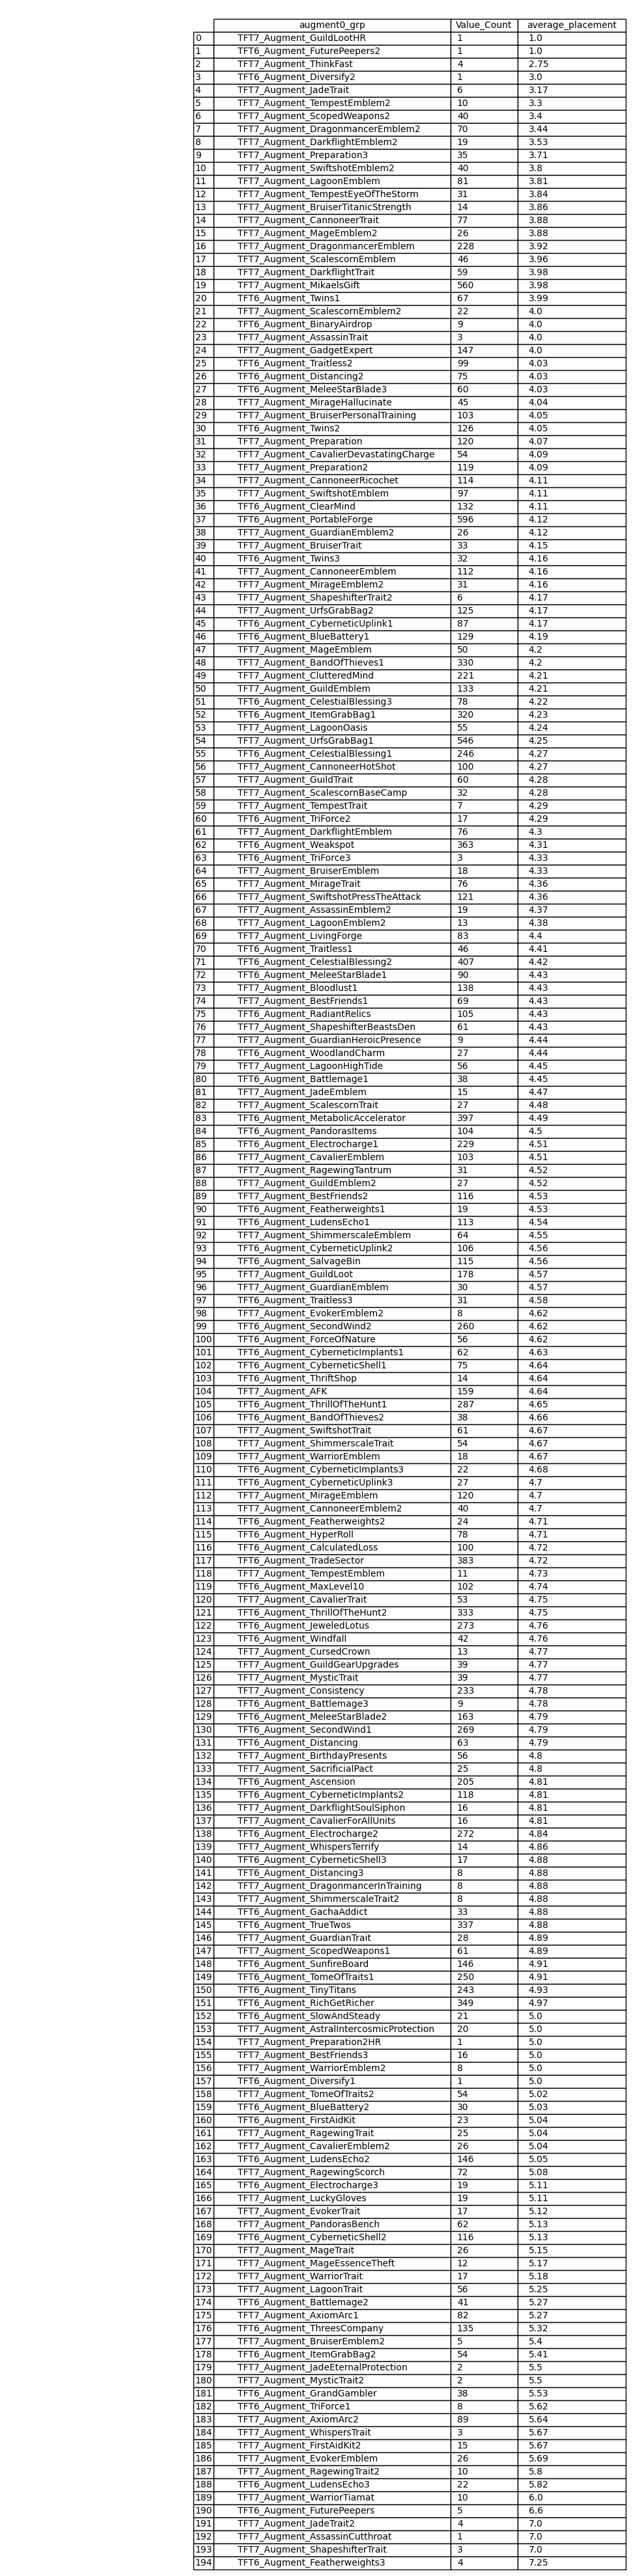 augment0_grp Value_Count average_placement
0 TFT7_Augment_GuildLootHR 1 1.0
1 TFT6_Augment_FuturePeepers2 1 1.0
2 TFT7_Augment_ThinkFast 4 2.75
3 TFT6_Augment_Diversify2 1 3.0
4 TFT7_Augment_JadeTrait 6 3.17
5 TFT7_Augment_TempestEmblem2 10 3.3
6 TFT7_Augment_ScopedWeapons2 40 3.4
7 TFT7_Augment_DragonmancerEmblem2 70 3.44
8 TFT7_Augment_DarkflightEmblem2 19 3.53
9 TFT7_Augment_Preparation3 35 3.71
10 TFT7_Augment_SwiftshotEmblem2 40 3.8
11 TFT7_Augment_LagoonEmblem 81 3.81
12 TFT7_Augment_TempestEyeOfTheStorm 31 3.84
13 TFT7_Augment_BruiserTitanicStrength 14 3.86
14 TFT7_Augment_CannoneerTrait 77 3.88
15 TFT7_Augment_MageEmblem2 26 3.88
16 TFT7_Augment_DragonmancerEmblem 228 3.92
17 TFT7_Augment_ScalescornEmblem 46 3.96
18 TFT7_Augment_DarkflightTrait 59 3.98
19 TFT7_Augment_MikaelsGift 560 3.98
20 TFT6_Augment_Twins1 67 3.99
21 TFT7_Augment_ScalescornEmblem2 22 4.0
22 TFT6_Augment_BinaryAirdrop 9 4.0
23 TFT7_Augment_AssassinTrait 3 4.0
24 TFT7_Augment_GadgetExpert 147 4.0
25 TFT6_Augment_Traitless2 99 4.03
26 TFT6_Augment_Distancing2 75 4.03
27 TFT6_Augment_MeleeStarBlade3 60 4.03
28 TFT7_Augment_MirageHallucinate 45 4.04
29 TFT7_Augment_BruiserPersonalTraining 103 4.05
30 TFT6_Augment_Twins2 126 4.05
31 TFT7_Augment_Preparation 120 4.07
32 TFT7_Augment_CavalierDevastatingCharge 54 4.09
33 TFT7_Augment_Preparation2 119 4.09
34 TFT7_Augment_CannoneerRicochet 114 4.11
35 TFT7_Augment_SwiftshotEmblem 97 4.11
36 TFT6_Augment_ClearMind 132 4.11
37 TFT6_Augment_PortableForge 596 4.12
38 TFT7_Augment_GuardianEmblem2 26 4.12
39 TFT7_Augment_BruiserTrait 33 4.15
40 TFT6_Augment_Twins3 32 4.16
41 TFT7_Augment_CannoneerEmblem 112 4.16
42 TFT7_Augment_MirageEmblem2 31 4.16
43 TFT7_Augment_ShapeshifterTrait2 6 4.17
44 TFT7_Augment_UrfsGrabBag2 125 4.17
45 TFT6_Augment_CyberneticUplink1 87 4.17
46 TFT6_Augment_BlueBattery1 129 4.19
47 TFT7_Augment_MageEmblem 50 4.2
48 TFT6_Augment_BandOfThieves1 330 4.2
49 TFT7_Augment_ClutteredMind 221 4.21
50 TFT7_Augment_GuildEmblem 133 4.21
51 TFT6_Augment_CelestialBlessing3 78 4.22
52 TFT6_Augment_ItemGrabBag1 320 4.23
53 TFT7_Augment_LagoonOasis 55 4.24
54 TFT7_Augment_UrfsGrabBag1 546 4.25
55 TFT6_Augment_CelestialBlessing1 246 4.27
56 TFT7_Augment_CannoneerHotShot 100 4.27
57 TFT7_Augment_GuildTrait 60 4.28
58 TFT7_Augment_ScalescornBaseCamp 32 4.28
59 TFT7_Augment_TempestTrait 7 4.29
60 TFT6_Augment_TriForce2 17 4.29
61 TFT7_Augment_DarkflightEmblem 76 4.3
62 TFT6_Augment_Weakspot 363 4.31
63 TFT6_Augment_TriForce3 3 4.33
64 TFT7_Augment_BruiserEmblem 18 4.33
65 TFT7_Augment_MirageTrait 76 4.36
66 TFT7_Augment_SwiftshotPressTheAttack 121 4.36
67 TFT7_Augment_AssassinEmblem2 19 4.37
68 TFT7_Augment_LagoonEmblem2 13 4.38
69 TFT7_Augment_LivingForge 83 4.4
70 TFT6_Augment_Traitless1 46 4.41
71 TFT6_Augment_CelestialBlessing2 407 4.42
72 TFT6_Augment_MeleeStarBlade1 90 4.43
73 TFT7_Augment_Bloodlust1 138 4.43
74 TFT7_Augment_BestFriends1 69 4.43
75 TFT6_Augment_RadiantRelics 105 4.43
76 TFT7_Augment_ShapeshifterBeastsDen 61 4.43
77 TFT7_Augment_GuardianHeroicPresence 9 4.44
78 TFT6_Augment_WoodlandCharm 27 4.44
79 TFT7_Augment_LagoonHighTide 56 4.45
80 TFT6_Augment_Battlemage1 38 4.45
81 TFT7_Augment_JadeEmblem 15 4.47
82 TFT7_Augment_ScalescornTrait 27 4.48
83 TFT6_Augment_MetabolicAccelerator 397 4.49
84 TFT6_Augment_PandorasItems 104 4.5
85 TFT6_Augment_Electrocharge1 229 4.51
86 TFT7_Augment_CavalierEmblem 103 4.51
87 TFT7_Augment_RagewingTantrum 31 4.52
88 TFT7_Augment_GuildEmblem2 27 4.52
89 TFT7_Augment_BestFriends2 116 4.53
90 TFT6_Augment_Featherweights1 19 4.53
91 TFT6_Augment_LudensEcho1 113 4.54
92 TFT7_Augment_ShimmerscaleEmblem 64 4.55
93 TFT6_Augment_CyberneticUplink2 106 4.56
94 TFT6_Augment_SalvageBin 115 4.56
95 TFT7_Augment_GuildLoot 178 4.57
96 TFT7_Augment_GuardianEmblem 30 4.57
97 TFT6_Augment_Traitless3 31 4.58
98 TFT7_Augment_EvokerEmblem2 8 4.62
99 TFT6_Augment_SecondWind2 260 4.62
100 TFT6_Augment_ForceOfNature 56 4.62
101 TFT6_Augment_CyberneticImplants1 62 4.63
102 TFT6_Augment_CyberneticShell1 75 4.64
103 TFT6_Augment_ThriftShop 14 4.64
104 TFT7_Augment_AFK 159 4.64
105 TFT6_Augment_ThrillOfTheHunt1 287 4.65
106 TFT6_Augment_BandOfThieves2 38 4.66
107 TFT7_Augment_SwiftshotTrait 61 4.67
108 TFT7_Augment_ShimmerscaleTrait 54 4.67
109 TFT7_Augment_WarriorEmblem 18 4.67
110 TFT6_Augment_CyberneticImplants3 22 4.68
111 TFT6_Augment_CyberneticUplink3 27 4.7
112 TFT7_Augment_MirageEmblem 120 4.7
113 TFT7_Augment_CannoneerEmblem2 40 4.7
114 TFT6_Augment_Featherweights2 24 4.71
115 TFT6_Augment_HyperRoll 78 4.71
116 TFT6_Augment_CalculatedLoss 100 4.72
117 TFT6_Augment_TradeSector 383 4.72
118 TFT7_Augment_TempestEmblem 11 4.73
119 TFT6_Augment_MaxLevel10 102 4.74
120 TFT7_Augment_CavalierTrait 53 4.75
121 TFT6_Augment_ThrillOfTheHunt2 333 4.75
122 TFT6_Augment_JeweledLotus 273 4.76
123 TFT6_Augment_Windfall 42 4.76
124 TFT7_Augment_CursedCrown 13 4.77
125 TFT7_Augment_GuildGearUpgrades 39 4.77
126 TFT7_Augment_MysticTrait 39 4.77
127 TFT7_Augment_Consistency 233 4.78
128 TFT6_Augment_Battlemage3 9 4.78
129 TFT6_Augment_MeleeStarBlade2 163 4.79
130 TFT6_Augment_SecondWind1 269 4.79
131 TFT6_Augment_Distancing 63 4.79
132 TFT7_Augment_BirthdayPresents 56 4.8
133 TFT7_Augment_SacrificialPact 25 4.8
134 TFT6_Augment_Ascension 205 4.81
135 TFT6_Augment_CyberneticImplants2 118 4.81
136 TFT7_Augment_DarkflightSoulSiphon 16 4.81
137 TFT7_Augment_CavalierForAllUnits 16 4.81
138 TFT6_Augment_Electrocharge2 272 4.84
139 TFT7_Augment_WhispersTerrify 14 4.86
140 TFT6_Augment_CyberneticShell3 17 4.88
141 TFT6_Augment_Distancing3 8 4.88
142 TFT7_Augment_DragonmancerInTraining 8 4.88
143 TFT7_Augment_ShimmerscaleTrait2 8 4.88
144 TFT6_Augment_GachaAddict 33 4.88
145 TFT6_Augment_TrueTwos 337 4.88
146 TFT7_Augment_GuardianTrait 28 4.89
147 TFT7_Augment_ScopedWeapons1 61 4.89
148 TFT6_Augment_SunfireBoard 146 4.91
149 TFT6_Augment_TomeOfTraits1 250 4.91
150 TFT6_Augment_TinyTitans 243 4.93
151 TFT6_Augment_RichGetRicher 349 4.97
152 TFT6_Augment_SlowAndSteady 21 5.0
153 TFT7_Augment_AstralIntercosmicProtection 20 5.0
154 TFT7_Augment_Preparation2HR 1 5.0
155 TFT7_Augment_BestFriends3 16 5.0
156 TFT7_Augment_WarriorEmblem2 8 5.0
157 TFT6_Augment_Diversify1 1 5.0
158 TFT7_Augment_TomeOfTraits2 54 5.02
159 TFT6_Augment_BlueBattery2 30 5.03
160 TFT6_Augment_FirstAidKit 23 5.04
161 TFT7_Augment_RagewingTrait 25 5.04
162 TFT7_Augment_CavalierEmblem2 26 5.04
163 TFT6_Augment_LudensEcho2 146 5.05
164 TFT7_Augment_RagewingScorch 72 5.08
165 TFT6_Augment_Electrocharge3 19 5.11
166 TFT7_Augment_LuckyGloves 19 5.11
167 TFT7_Augment_EvokerTrait 17 5.12
168 TFT7_Augment_PandorasBench 62 5.13
169 TFT6_Augment_CyberneticShell2 116 5.13
170 TFT7_Augment_MageTrait 26 5.15
171 TFT7_Augment_MageEssenceTheft 12 5.17
172 TFT7_Augment_WarriorTrait 17 5.18
173 TFT7_Augment_LagoonTrait 56 5.25
174 TFT6_Augment_Battlemage2 41 5.27
175 TFT7_Augment_AxiomArc1 82 5.27
176 TFT6_Augment_ThreesCompany 135 5.32
177 TFT7_Augment_BruiserEmblem2 5 5.4
178 TFT6_Augment_ItemGrabBag2 54 5.41
179 TFT7_Augment_JadeEternalProtection 2 5.5
180 TFT7_Augment_MysticTrait2 2 5.5
181 TFT6_Augment_GrandGambler 38 5.53
182 TFT6_Augment_TriForce1 8 5.62
183 TFT7_Augment_AxiomArc2 89 5.64
184 TFT7_Augment_WhispersTrait 3 5.67
185 TFT7_Augment_FirstAidKit2 15 5.67
186 TFT7_Augment_EvokerEmblem 26 5.69
187 TFT7_Augment_RagewingTrait2 10 5.8
188 TFT6_Augment_LudensEcho3 22 5.82
189 TFT7_Augment_WarriorTiamat 10 6.0
190 TFT6_Augment_FuturePeepers 5 6.6
191 TFT7_Augment_JadeTrait2 4 7.0
192 TFT7_Augment_AssassinCutthroat 1 7.0
193 TFT7_Augment_ShapeshifterTrait 3 7.0
194 TFT6_Augment_Featherweights3 4 7.25